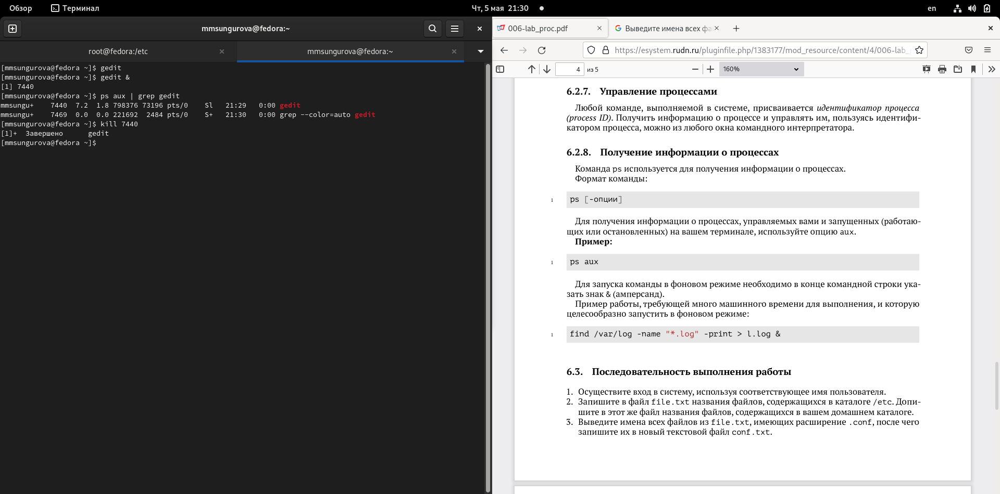 Обзор Терминал Чт, 5 мая 21:30 en
mmsungurova@fedora:~
root@fedora:/etc mmsungurova@fedora:~
[mmsungurova@fedora ~]$ gedit
[mmsungurova@fedora ~]$ gedit &
[1] 7440
[mmsungurova@fedora ~]$ ps aux | grep gedit
mmsungu+    7440  7.2  1.8 798376 73196 pts/0    Sl   21:29   0:00 gedit
mmsungu+    7469  0.0  0.0 221692  2484 pts/0    S+   21:30   0:00 grep --color=auto gedit
[mmsungurova@fedora ~]$ kill 7440
[1]+  Завершено      gedit
[mmsungurova@fedora ~]$
006-lab_proc.pdf Выведите имена всех фа
https://esystem.rudn.ru/pluginfile.php/1383177/mod_resource/content/4/006-lab_
4 из 5 160%
6.2.7. Управление процессами
Любой команде, выполняемой в системе, присваивается идентификатор процесса
(process ID). Получить информацию о процессе и управлять им, пользуясь идентифи-
катором процесса, можно из любого окна командного интерпретатора.
6.2.8. Получение информации о процессах
Команда ps используется для получения информации о процессах.
Формат команды:
1 ps [-опции]
Для получения информации о процессах, управляемых вами и запущенных (работаю-
щих или остановленных) на вашем терминале, используйте опцию aux.
Пример:
1 ps aux
Для запуска команды в фоновом режиме необходимо в конце командной строки ука-
зать знак & (амперсанд).
Пример работы, требующей много машинного времени для выполнения, и которую
целесообразно запустить в фоновом режиме:
1 find /var/log -name "*.log" -print > l.log &
6.3. Последовательность выполнения работы
1. Осуществите вход в систему, используя соответствующее имя пользователя.
2. Запишите в файл file.txt названия файлов, содержащихся в каталоге /etc. Допи-
шите в этот же файл названия файлов, содержащихся в вашем домашнем каталоге.
3. Выведите имена всех файлов из file.txt, имеющих расширение .conf, после чего
запишите их в новый текстовой файл conf.txt.